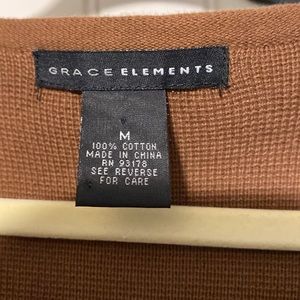 GRACE ELEMENTS
M
100% COTTON
MADE IN CHINA
RN 93178
SEE REVERSE
FOR CARE